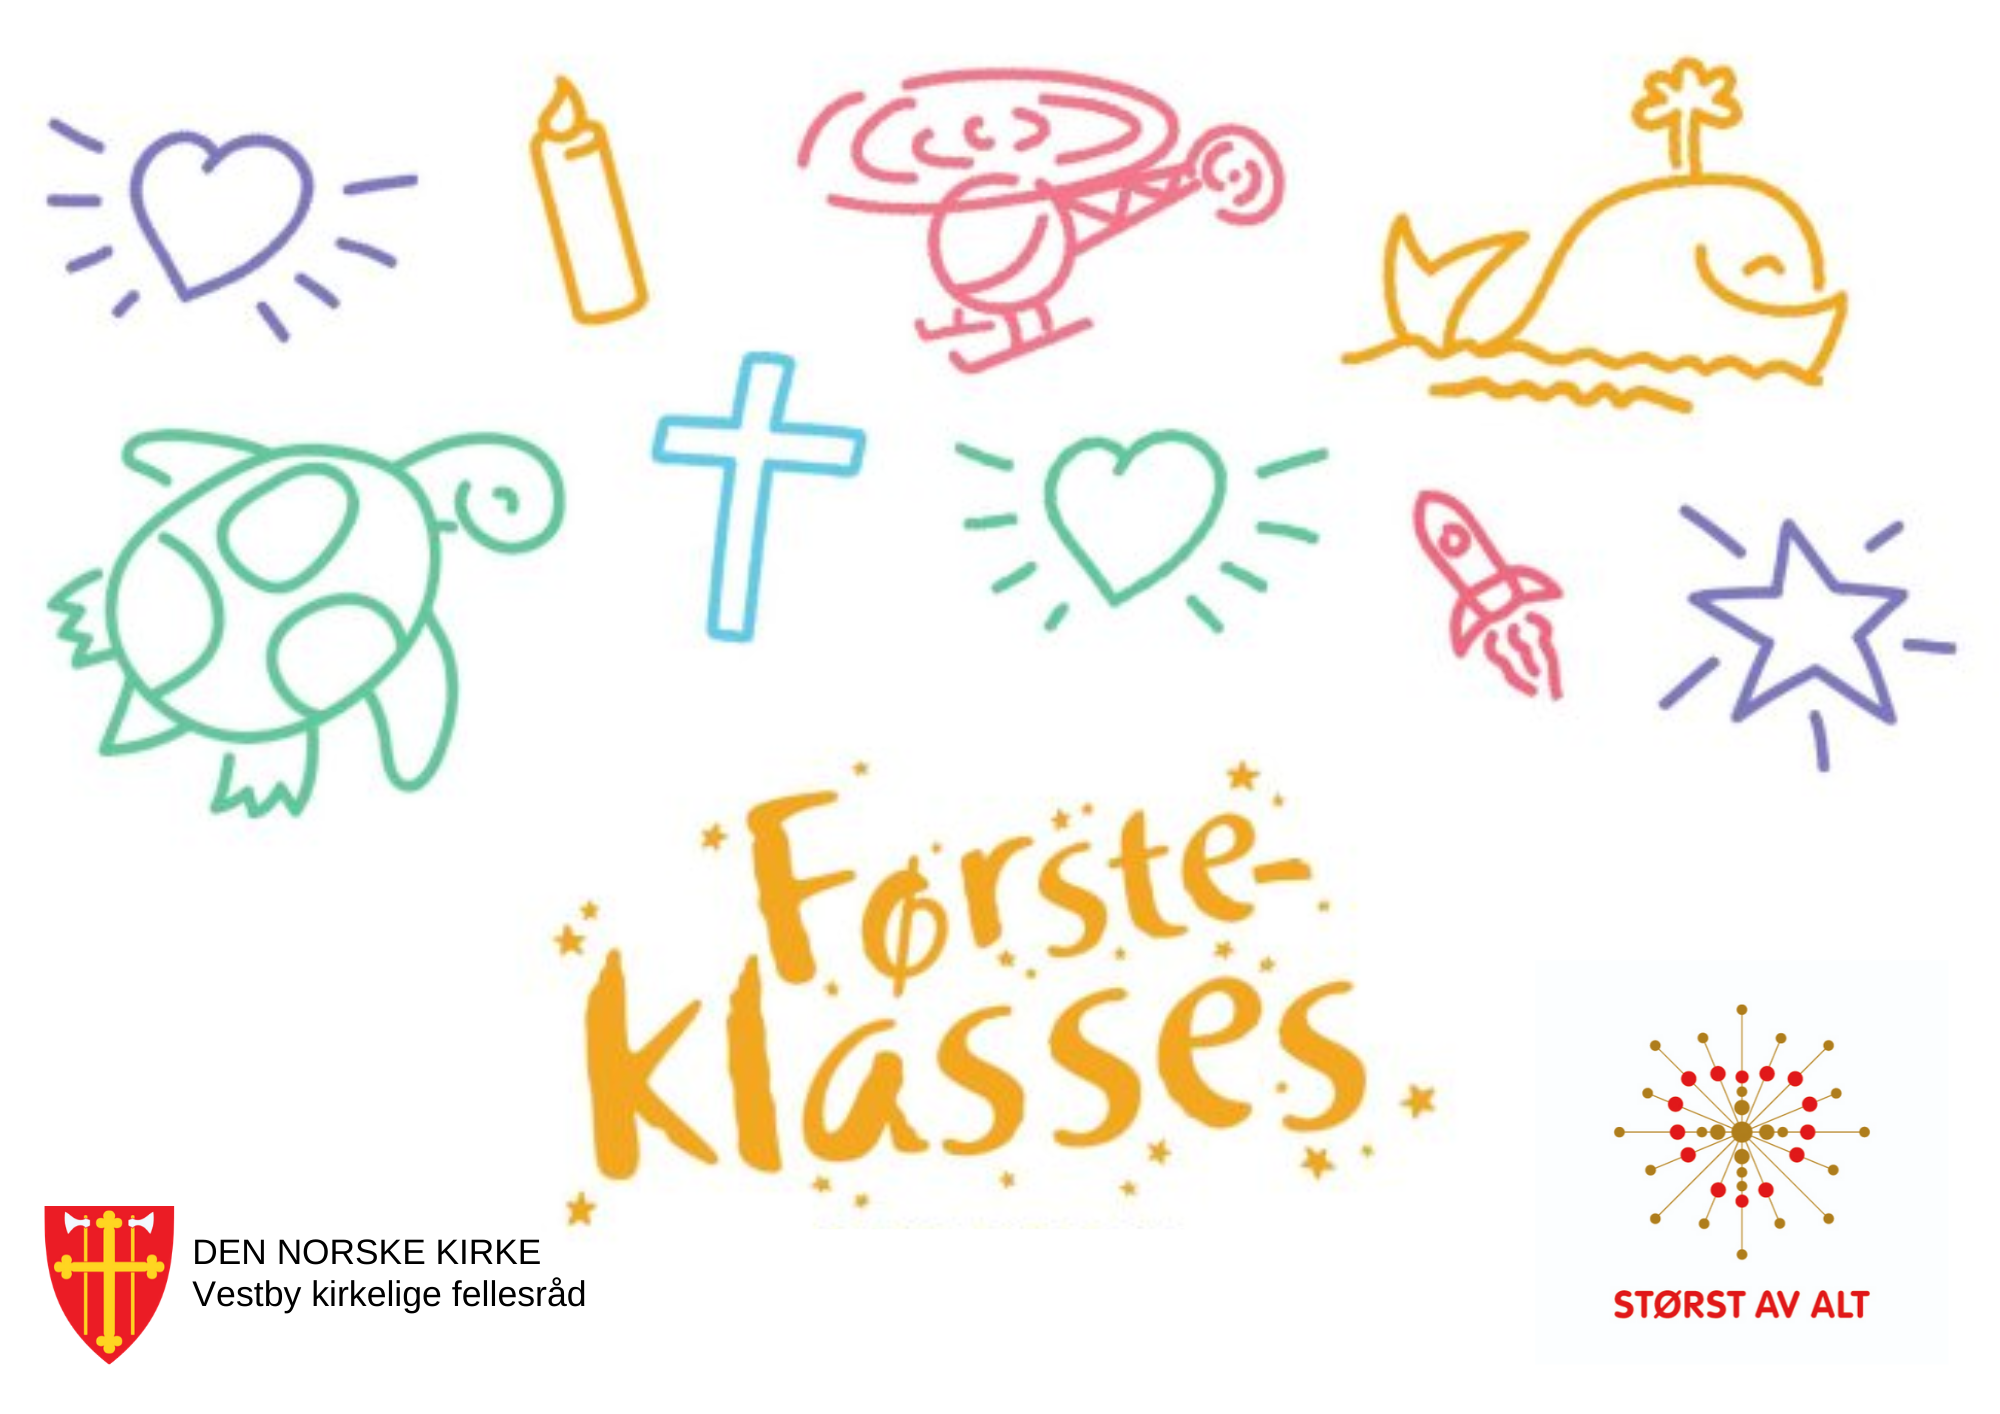 Første-
klasses
DEN NORSKE KIRKE
Vestby kirkelige fellesråd
STØRST AV ALT